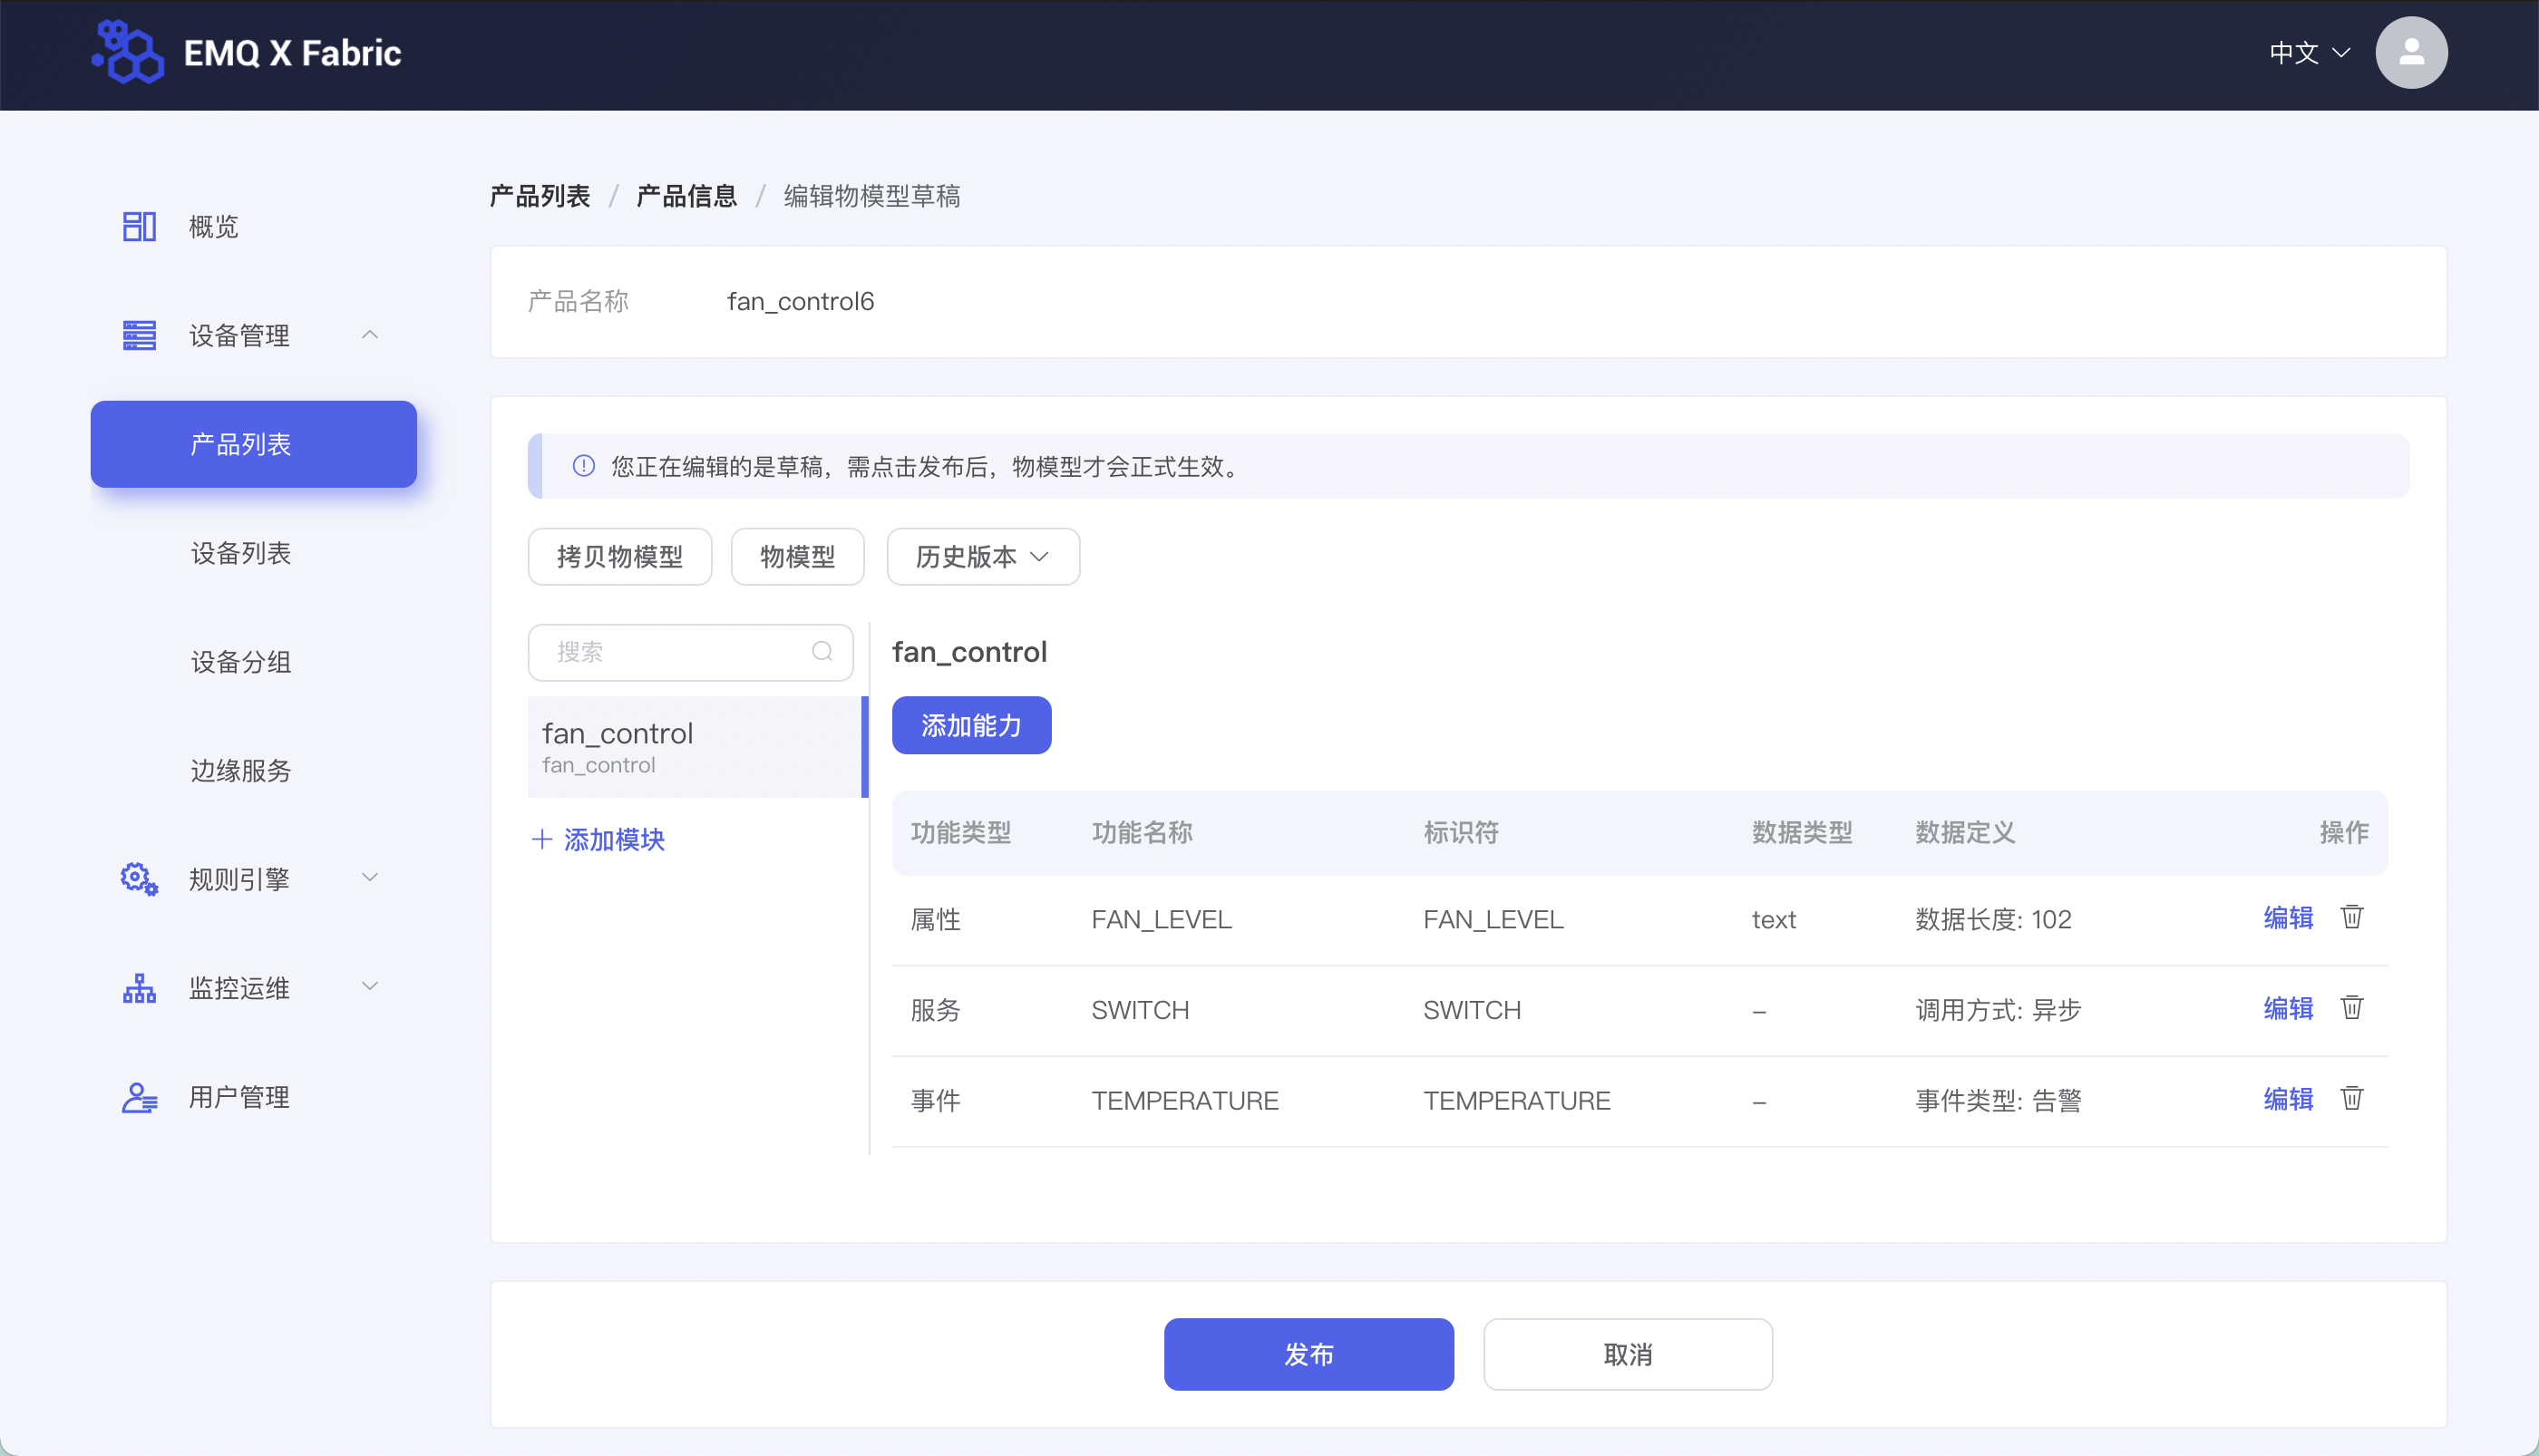 EMQ X Fabric
中文
概览
设备管理
产品列表
设备列表
设备分组
边缘服务
规则引擎
监控运维
用户管理
产品列表 / 产品信息 / 编辑物模型草稿
产品名称 fan_control6
您正在编辑的是草稿，需点击发布后，物模型才会正式生效。
拷贝物模型 物模型 历史版本
搜索
fan_control
fan_control
添加模块
fan_control
添加能力
功能类型 功能名称 标识符 数据类型 数据定义 操作
属性 FAN_LEVEL FAN_LEVEL text 数据长度: 102 编辑
服务 SWITCH SWITCH – 调用方式: 异步 编辑
事件 TEMPERATURE TEMPERATURE – 事件类型: 告警 编辑
发布 取消